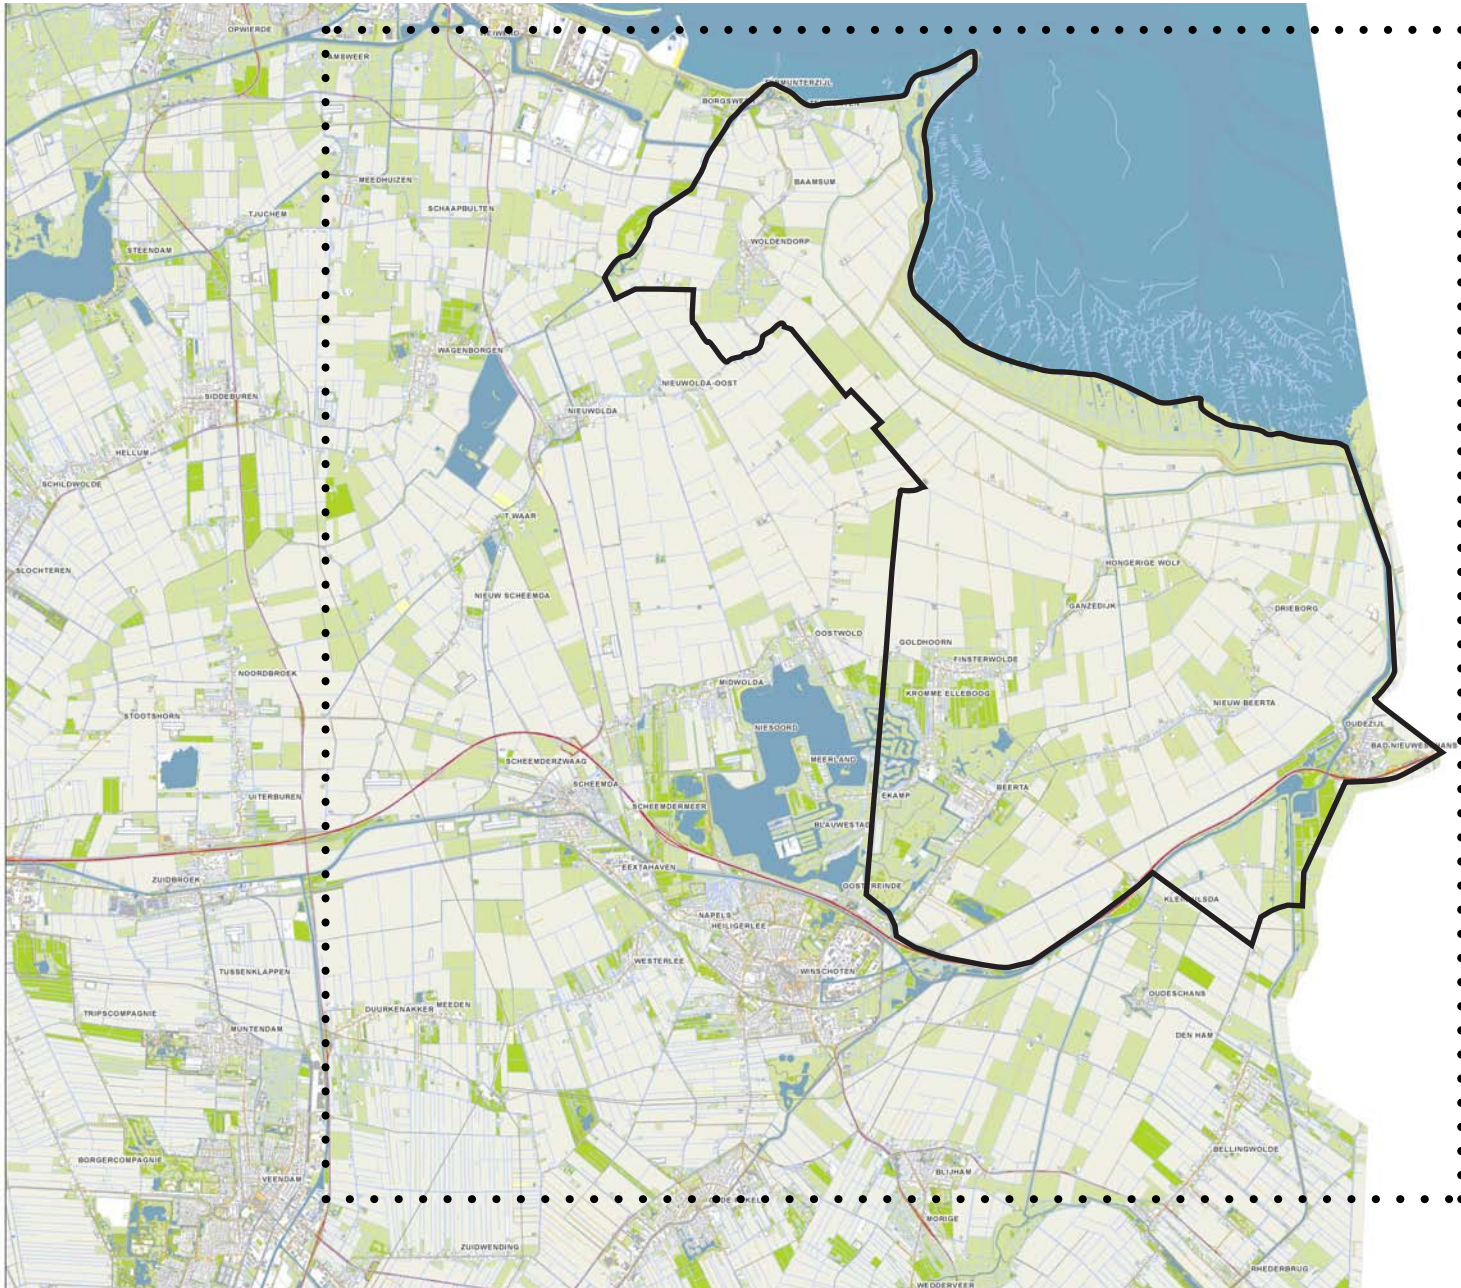 OPWIERDE
WEIWERD
AMSWEER
TERMUNTERZIJL
BORGSWEER
MEEDHUIZEN
BAAMSUM
SCHAAPBULTEN
TJUCHEM
WOLDENDORP
STEENDAM
WAGENBORGEN
NIEUWOLDA-OOST
SIDDEBUREN
NIEUWOLDA
HELLUM
SCHILDWOLDE
T WAAR
SLOCHTEREN
HONGERIGE WOLF
NIEUW SCHEEMDA
GANZEDIJK
DRIEBORG
OOSTWOLD
GOLDHOORN
FINSTERWOLDE
NOORDBROEK
MIDWOLDA
KROMME ELLEBOOG
NIEUW BEERTA
STOOTSHORN
NIESOORD
OUDEZIJL
BAD-NIEUWESCHANS
SCHEEMDERZWAAG
MEERLAND
SCHEEMDA
BEERTA
UITERBUREN
EKAMP
SCHEEMDERMEER
BLAUWESTAD
EEXTAHAVEN
ZUIDBROEK
OOSTEREINDE
KLEIN-ULSDA
NAPELS
HEILIGERLEE
WESTERLEE
TUSSENKLAPPEN
WINSCHOTEN
OUDESCHANS
MEEDEN
DUURKENAKKER
TRIPSCOMPAGNIE
MUNTENDAM
DEN HAM
BELLINGWOLDE
BORGERCOMPAGNIE
BLIJHAM
VEENDAM
OUDE PEKELA
MORIGE
ZUIDWENDING
RHEDERBRUG
WEDDERVEER